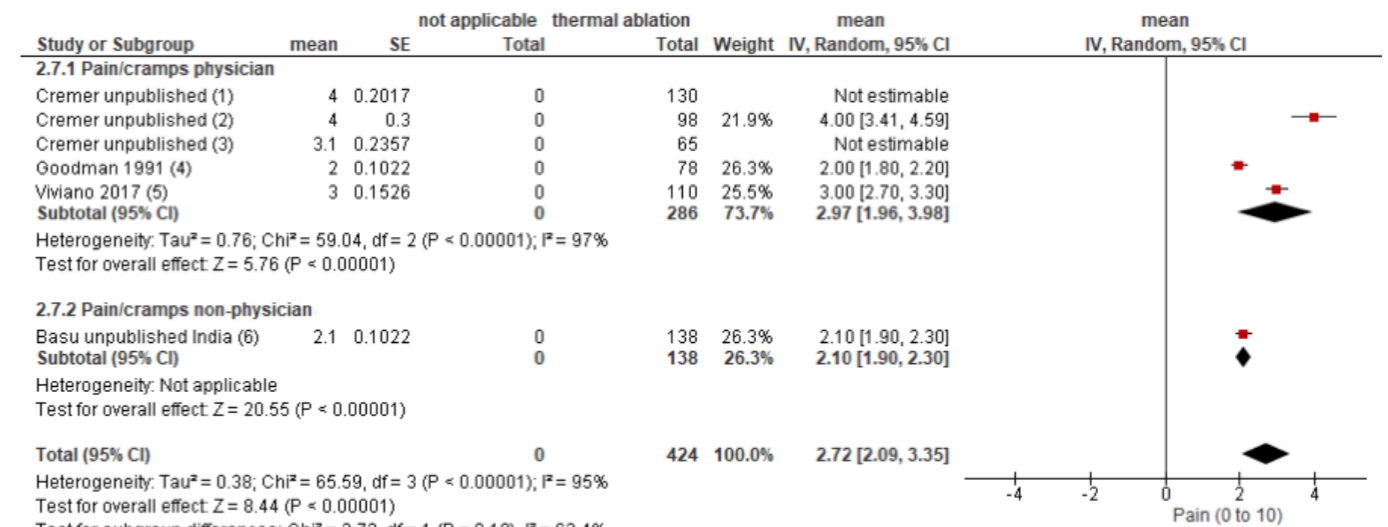 not applicable thermal ablation mean mean
Study or Subgroup mean SE Total Total Weight IV, Random, 95% CI IV, Random, 95% CI
2.7.1 Pain/cramps physician
Cremer unpublished (1) 4 0.2017 0 130 Not estimable
Cremer unpublished (2) 4 0.3 0 98 21.9% 4.00 [3.41, 4.59]
Cremer unpublished (3) 3.1 0.2357 0 65 Not estimable
Goodman 1991 (4) 2 0.1022 0 78 26.3% 2.00 [1.80, 2.20]
Viviano 2017 (5) 3 0.1526 0 110 25.5% 3.00 [2.70, 3.30]
Subtotal (95% CI) 0 286 73.7% 2.97 [1.96, 3.98]
Heterogeneity: Tau² = 0.76; Chi² = 59.04, df = 2 (P < 0.00001); I² = 97%
Test for overall effect: Z = 5.76 (P < 0.00001)
2.7.2 Pain/cramps non-physician
Basu unpublished India (6) 2.1 0.1022 0 138 26.3% 2.10 [1.90, 2.30]
Subtotal (95% CI) 0 138 26.3% 2.10 [1.90, 2.30]
Heterogeneity: Not applicable
Test for overall effect: Z = 20.55 (P < 0.00001)
Total (95% CI) 0 424 100.0% 2.72 [2.09, 3.35]
Heterogeneity: Tau² = 0.38; Chi² = 65.59, df = 3 (P < 0.00001); I² = 95%
Test for overall effect: Z = 8.44 (P < 0.00001)
-4 -2 0 2 4
Pain (0 to 10)